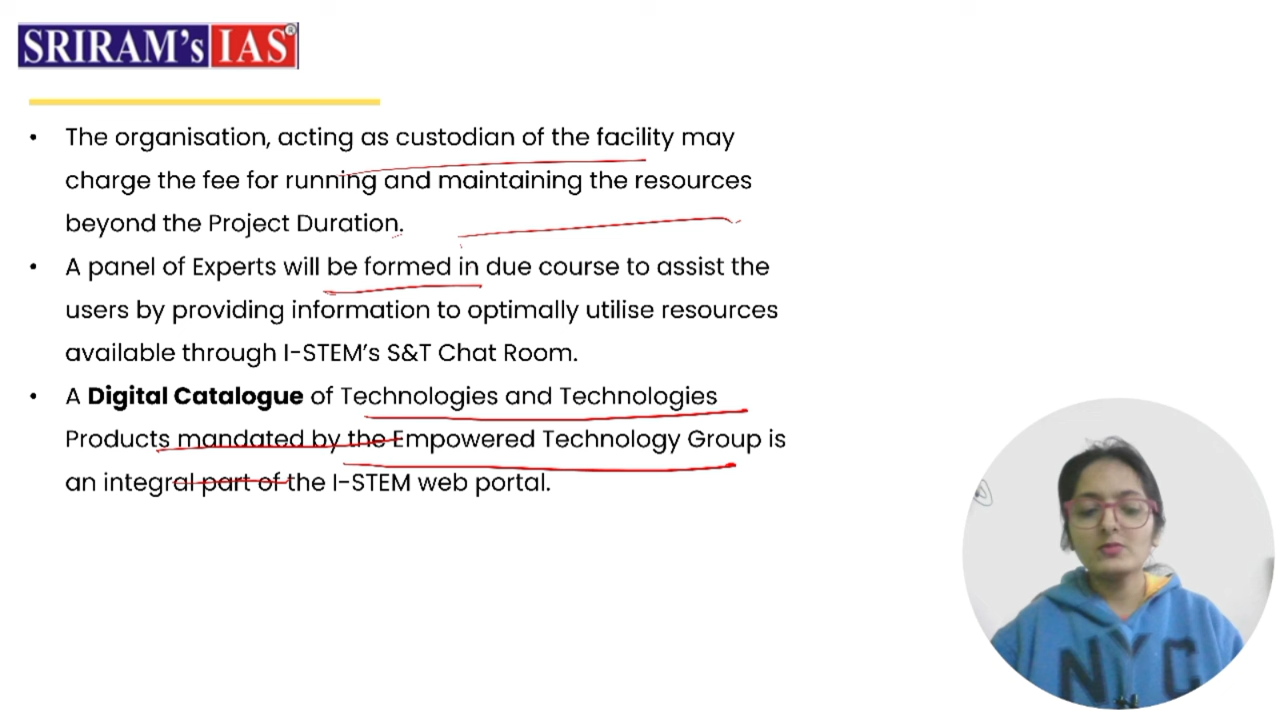 SRIRAM's IAS®
• The organisation, acting as custodian of the facility may
charge the fee for running and maintaining the resources
beyond the Project Duration.
• A panel of Experts will be formed in due course to assist the
users by providing information to optimally utilise resources
available through I-STEM's S&T Chat Room.
• A Digital Catalogue of Technologies and Technologies
Products mandated by the Empowered Technology Group is
an integral part of the I-STEM web portal.
NYC